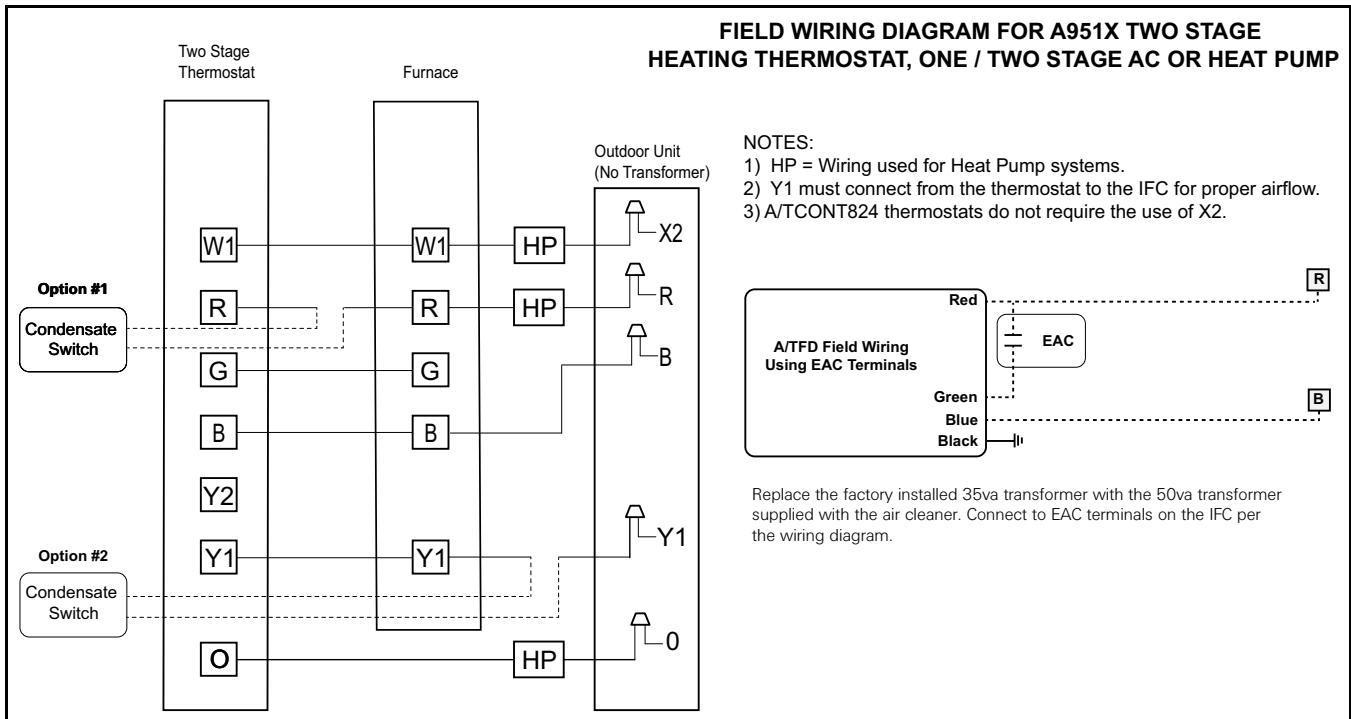 FIELD WIRING DIAGRAM FOR A951X TWO STAGE
HEATING THERMOSTAT, ONE / TWO STAGE AC OR HEAT PUMP
Two Stage
Thermostat
Furnace
Outdoor Unit
(No Transformer)
NOTES:
1) HP = Wiring used for Heat Pump systems.
2) Y1 must connect from the thermostat to the IFC for proper airflow.
3) A/TCONT824 thermostats do not require the use of X2.
W1
W1
HP
X2
Option #1
Condensate
Switch
R
R
HP
R
G
G
B
B
B
Y2
Option #2
Condensate
Switch
Y1
Y1
Y1
O
HP
0
A/TFD Field Wiring
Using EAC Terminals
Red
Green
Blue
Black
EAC
R
B
Replace the factory installed 35va transformer with the 50va transformer
supplied with the air cleaner. Connect to EAC terminals on the IFC per
the wiring diagram.